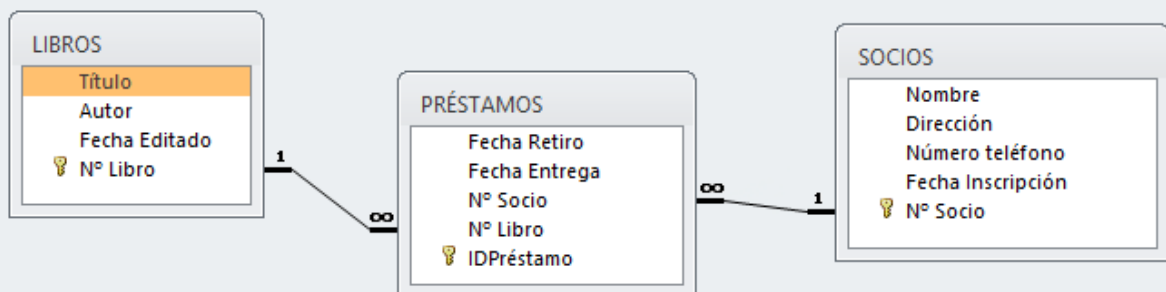 LIBROS
Título
Autor
Fecha Editado
Nº Libro
1
∞
PRÉSTAMOS
Fecha Retiro
Fecha Entrega
Nº Socio
Nº Libro
IDPréstamo
∞
1
SOCIOS
Nombre
Dirección
Número teléfono
Fecha Inscripción
Nº Socio